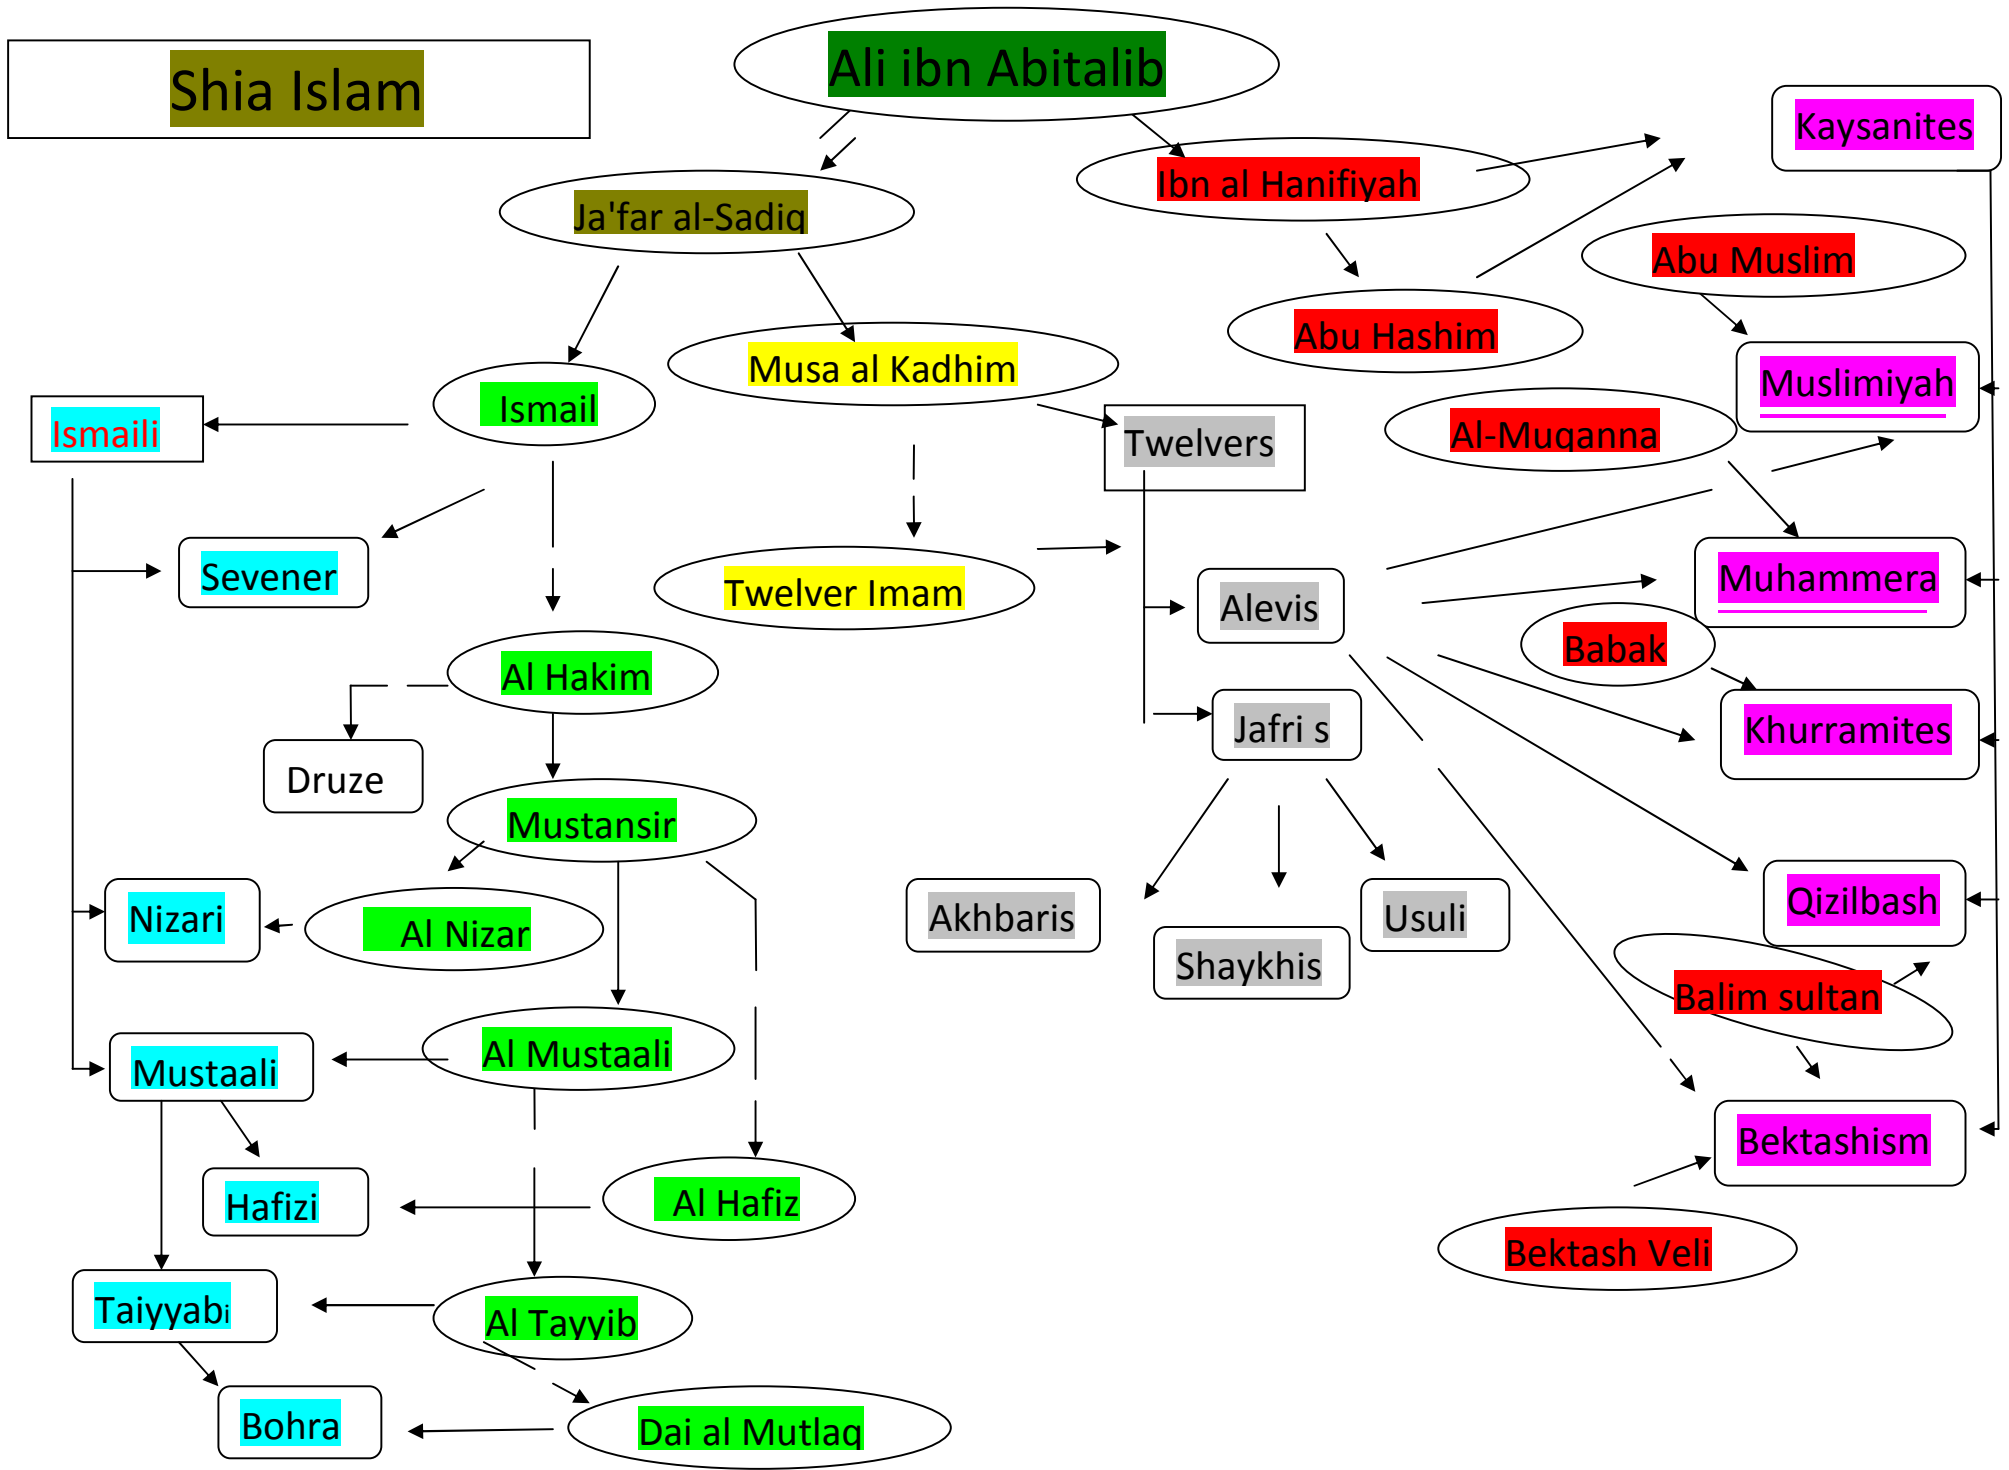 Shia Islam
Ali ibn Abitalib
Kaysanites
Ibn al Hanifiyah
Ja'far al-Sadiq
Abu Muslim
Abu Hashim
Musa al Kadhim
Muslimiyah
Ismail
Ismaili
Twelvers
Al-Muqanna
Sevener
Twelver Imam
Alevis
Muhammera
Babak
Al Hakim
Jafri s
Khurramites
Druze
Mustansir
Nizari
Al Nizar
Akhbaris
Shaykhis
Usuli
Qizilbash
Balim sultan
Al Mustaali
Mustaali
Bektashism
Hafizi
Al Hafiz
Bektash Veli
Taiyyabi
Al Tayyib
Bohra
Dai al Mutlaq